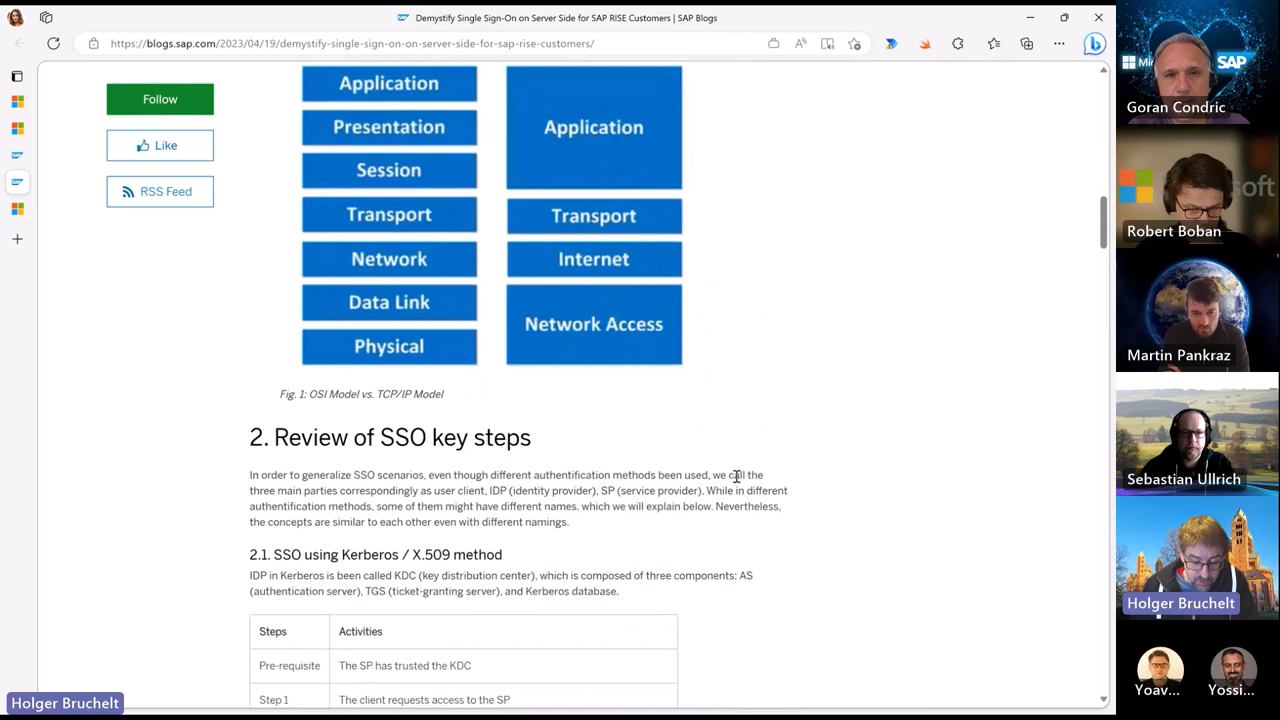 Demystify Single Sign-On on Server Side for SAP RISE Customers | SAP Blogs
https://blogs.sap.com/2023/04/19/demystify-single-sign-on-on-server-side-for-sap-rise-customers/
Follow
Like
RSS Feed
Application
Presentation
Session
Transport
Network
Data Link
Physical
Application
Transport
Internet
Network Access
Fig. 1: OSI Model vs. TCP/IP Model
2. Review of SSO key steps
In order to generalize SSO scenarios, even though different authentification methods been used, we call the
three main parties correspondingly as user client, IDP (identity provider), SP (service provider). While in different
authentification methods, some of them might have different names, which we will explain below. Nevertheless,
the concepts are similar to each other even with different namings.
2.1. SSO using Kerberos / X.509 method
IDP in Kerberos is been called KDC (key distribution center), which is composed of three components: AS
(authentication server), TGS (ticket-granting server), and Kerberos database.
Steps Activities
Pre-requisite The SP has trusted the KDC
Step 1 The client requests access to the SP
Holger Bruchelt
SAP
Goran Condric
soft
Robert Boban
Martin Pankraz
Sebastian Ullrich
Holger Bruchelt
Yoav... Yossi...